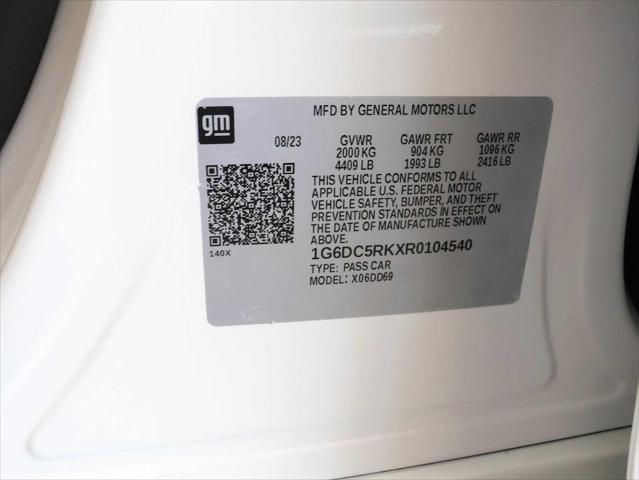 gm
MFD BY GENERAL MOTORS LLC
08/23 GVWR GAWR FRT GAWR RR
2000 KG 904 KG 1096 KG
4409 LB 1993 LB 2416 LB
THIS VEHICLE CONFORMS TO ALL
APPLICABLE U.S. FEDERAL MOTOR
VEHICLE SAFETY, BUMPER, AND THEFT
PREVENTION STANDARDS IN EFFECT ON
THE DATE OF MANUFACTURE SHOWN
ABOVE.
140X
1G6DC5RKXR0104540
TYPE: PASS CAR
MODEL: X06DD69